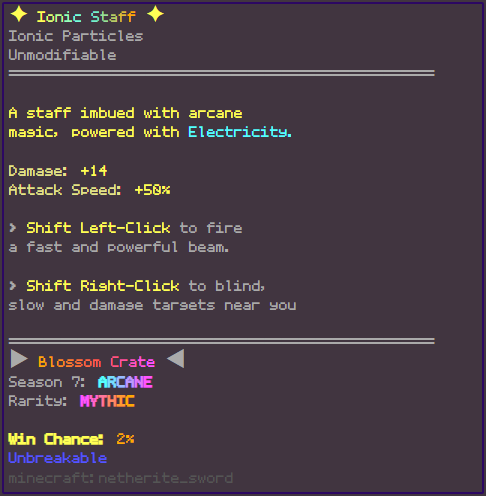 ✦ Ionic Staff ✦
Ionic Particles
Unmodifiable
A staff imbued with arcane
magic, powered with Electricity.
Damage: +14
Attack Speed: +50%
> Shift Left-Click to fire
a fast and powerful beam.
> Shift Right-Click to blind,
slow and damage targets near you
▶ Blossom Crate ◀
Season 7: ARCANE
Rarity: MYTHIC
Win Chance: 2%
Unbreakable
minecraft:netherite_sword